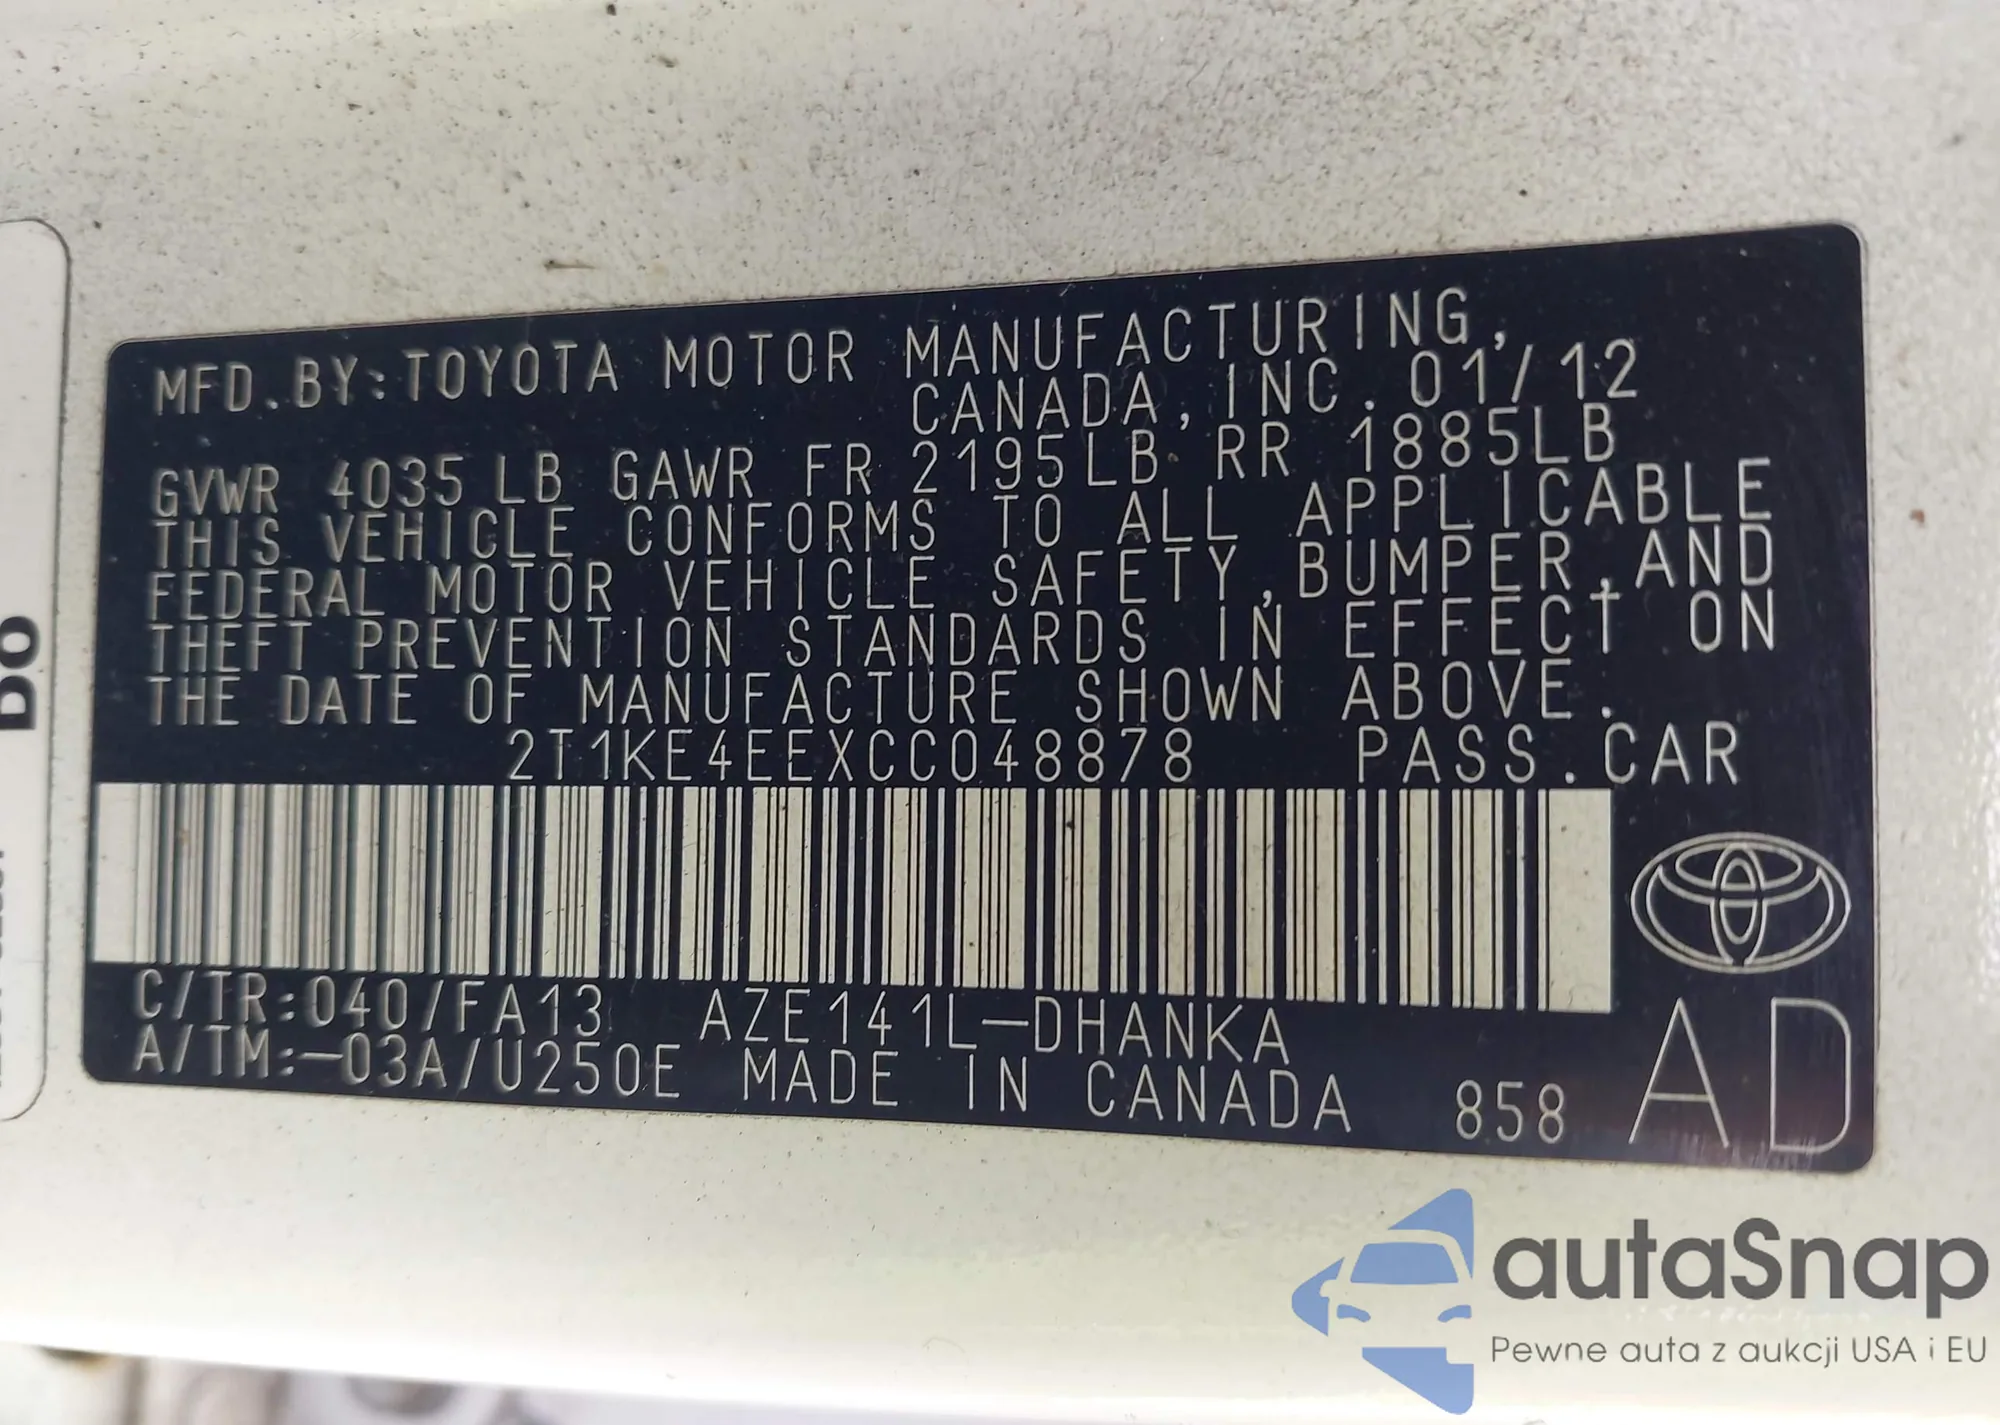 MFD.BY:TOYOTA MOTOR MANUFACTURING,
CANADA, INC. 01/12
GVWR 4035LB GAWR FR 2195LB RR 1885LB
THIS VEHICLE CONFORMS TO ALL APPLICABLE
FEDERAL MOTOR VEHICLE SAFETY, BUMPER, AND
THEFT PREVENTION STANDARDS IN EFFECT ON
THE DATE OF MANUFACTURE SHOWN ABOVE.
2T1KE4EEXCC048878 PASS.CAR
C/TR:040/FA13 AZE141L-DHANKA
A/TM:-03A/U250E MADE IN CANADA 858
AD
DO
autaSnap
Pewne auta z aukcji USA i EU